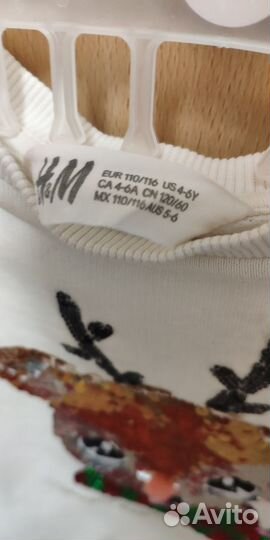 H&M
EUR 110/116 US 4-6Y
CA 4-6A CN 120/60
MX 110/116 AUS 5-6
Avito